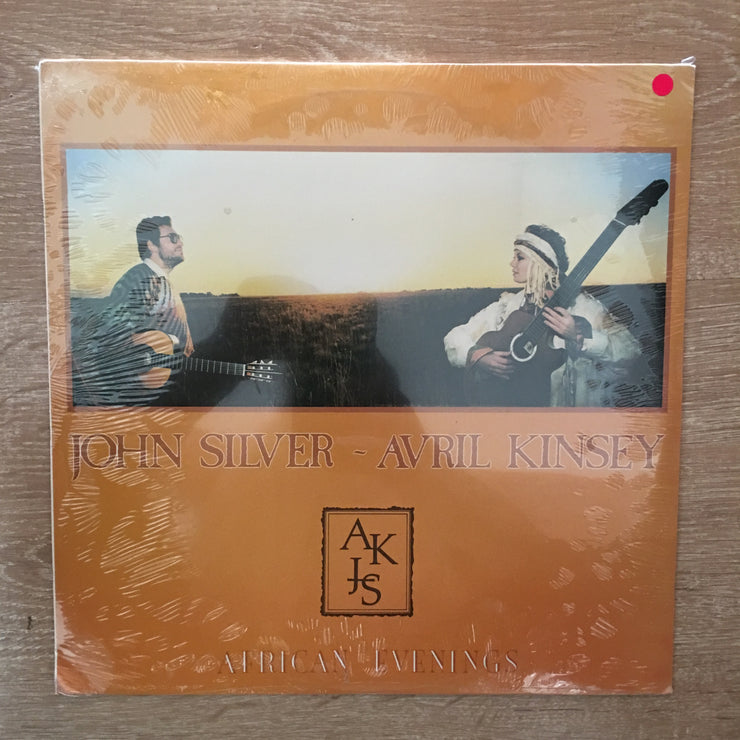 JOHN SILVER ~ AVRIL KINSEY
AK
JS
AFRICAN EVENINGS